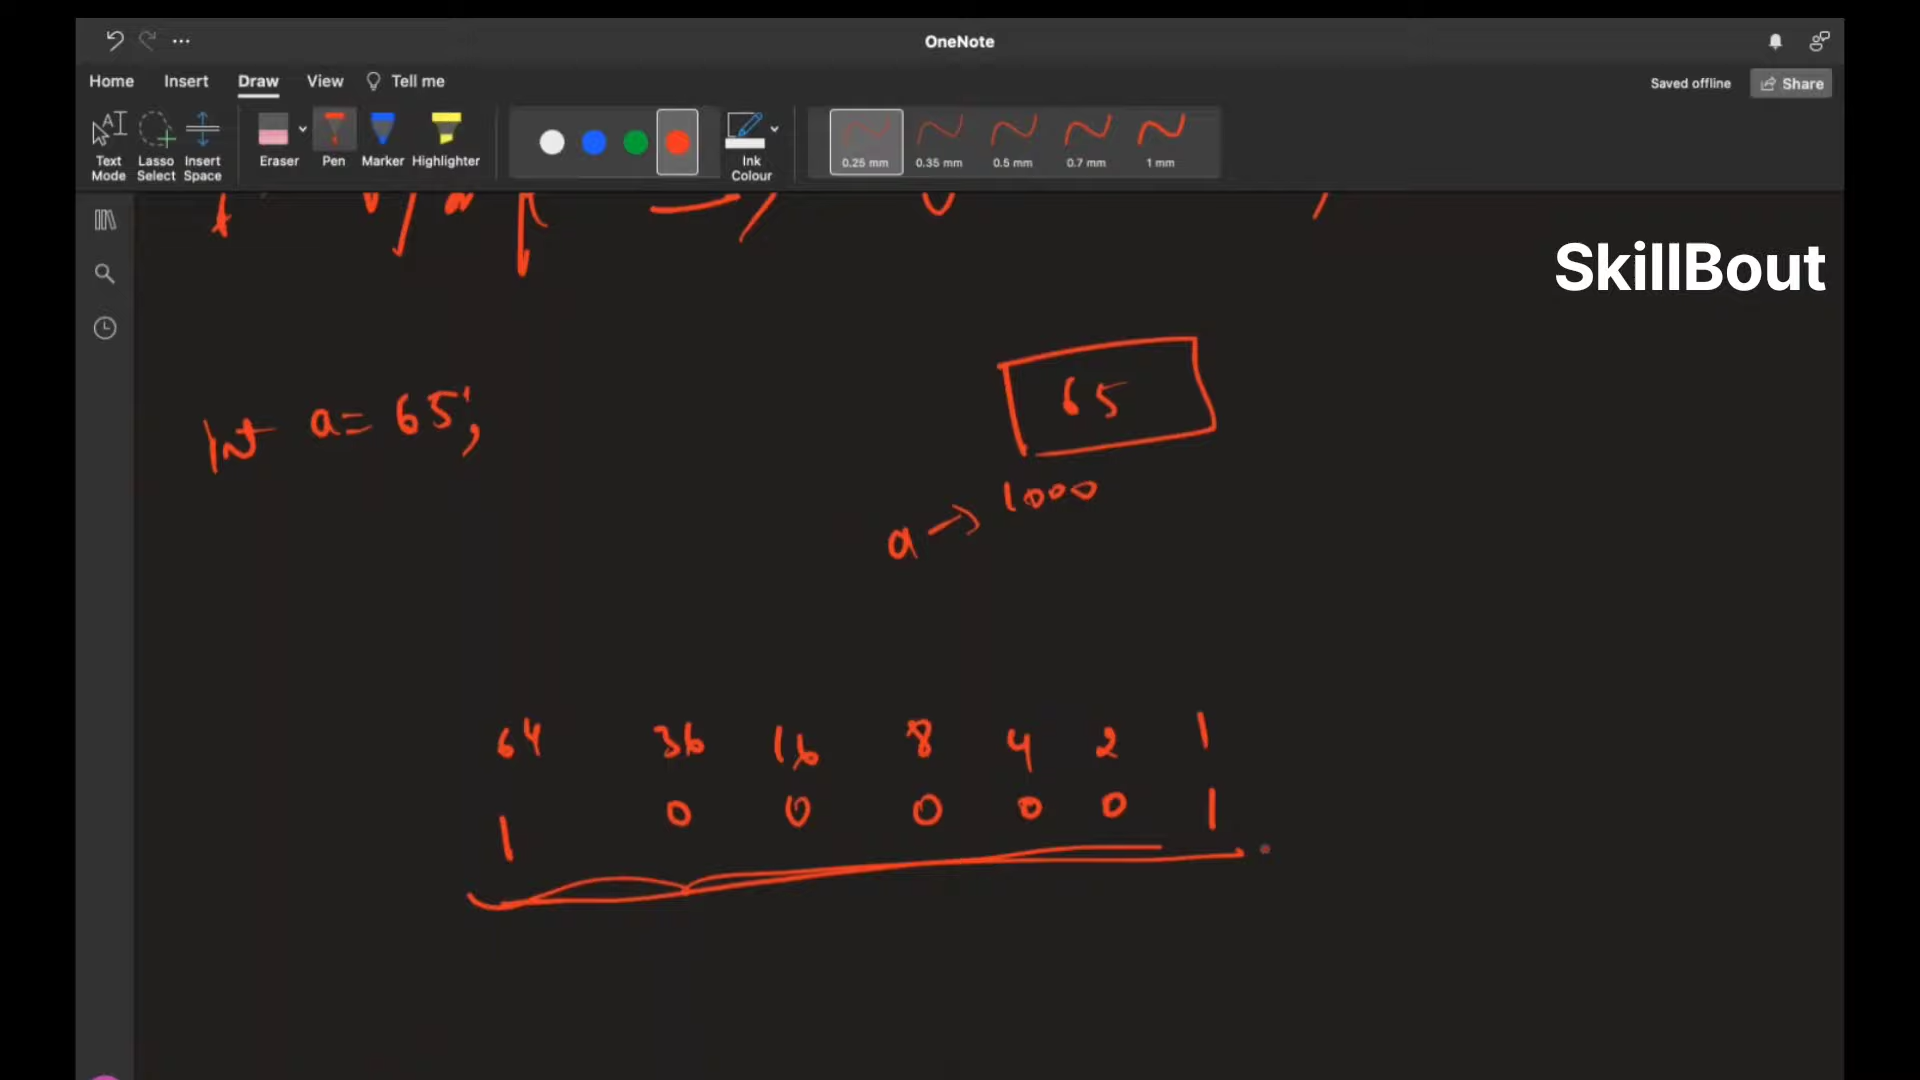 OneNote
Home Insert Draw View Tell me
Saved offline Share
Text Mode
Lasso Select
Insert Space
Eraser
Pen
Marker
Highlighter
Ink Colour
0.25 mm 0.35 mm 0.5 mm 0.7 mm 1 mm
SkillBout
Int a = 65;
65
1000
a →
64 36 16 8 4 2 1
1 0 0 0 0 0 1